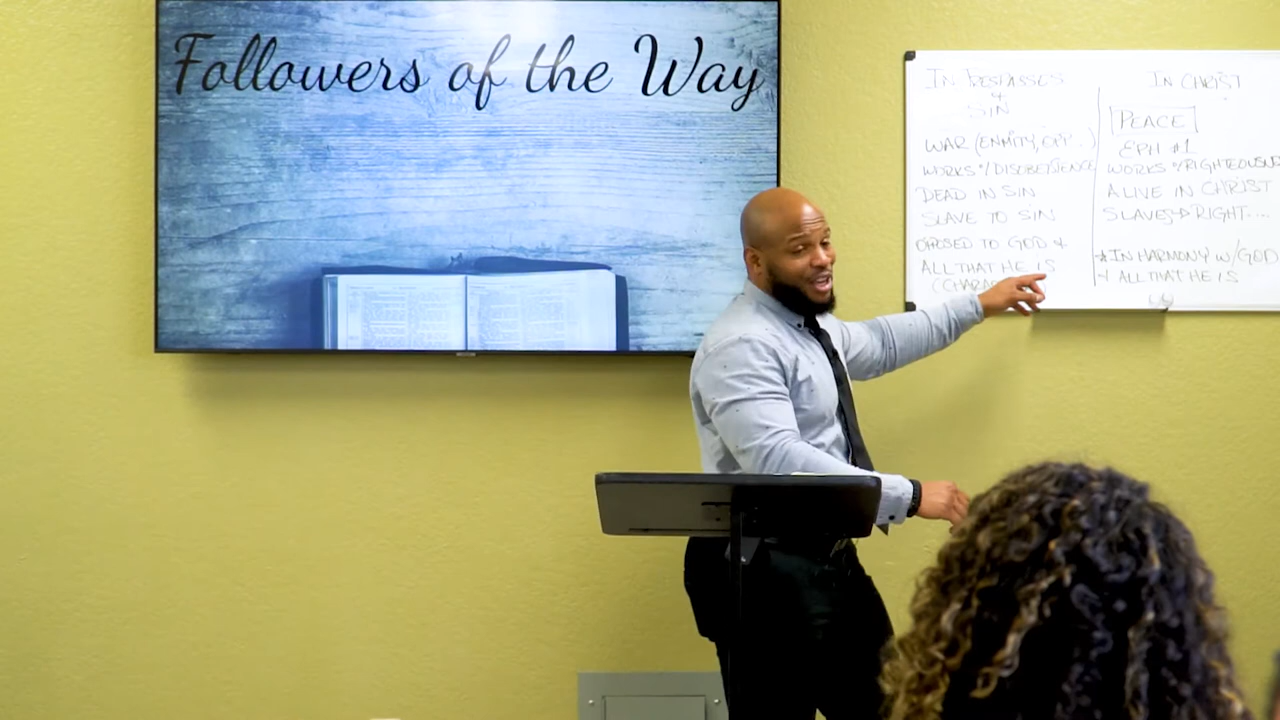 Followers of the Way
IN TRESPASSES
&
SIN
WAR (ENMITY, OPP...)
WORKS % DISOBEDIENCE
DEAD IN SIN
SLAVE TO SIN
OPPOSED TO GOD &
ALL THAT HE IS
IN CHRIST
PEACE
EPH #1
WORKS % RIGHTEOUSNES
ALIVE IN CHRIST
SLAVES → RIGHT....
IN HARMONY W/GOD
ALL THAT HE IS